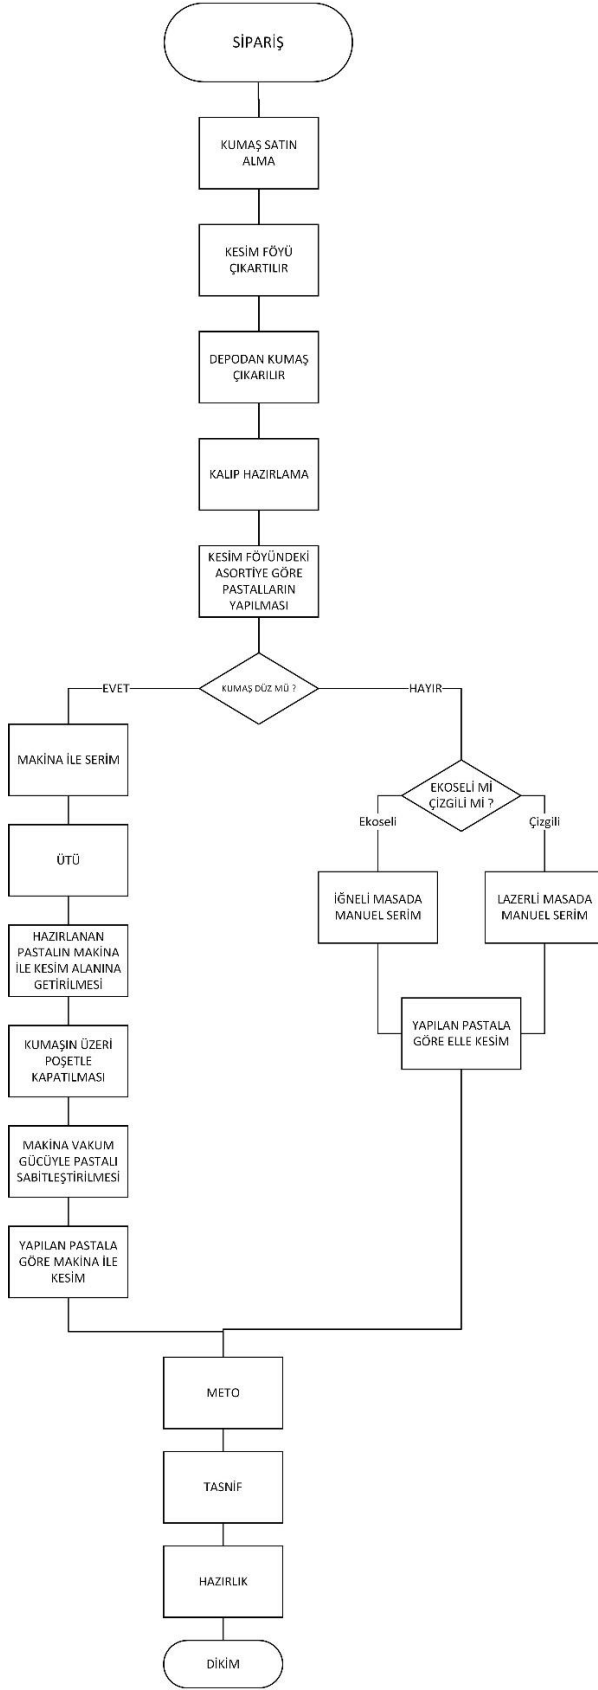 SİPARİŞ
KUMAŞ SATIN
ALMA
KESİM FÖYÜ
ÇIKARTILIR
DEPODAN KUMAŞ
ÇIKARILIR
KALIP HAZIRLAMA
KESİM FÖYÜNDEKİ
ASORTİYE GÖRE
PASTALLARIN
YAPILMASI
KUMAŞ DÜZ MÜ ?
EVET
HAYIR
MAKİNA İLE SERİM
ÜTÜ
HAZIRLANAN
PASTALIN MAKİNA
İLE KESİM ALANINA
GETİRİLMESİ
KUMAŞIN ÜZERİ
POŞETLE
KAPATILMASI
MAKİNA VAKUM
GÜCÜYLE PASTALI
SABİTLEŞTİRİLMESİ
YAPILAN PASTALA
GÖRE MAKİNA İLE
KESİM
EKOSELİ Mİ
ÇİZGİLİ Mİ ?
Ekoseli
Çizgili
İĞNELİ MASADA
MANUEL SERİM
LAZERLİ MASADA
MANUEL SERİM
YAPILAN PASTALA
GÖRE ELLE KESİM
METO
TASNİF
HAZIRLIK
DİKİM